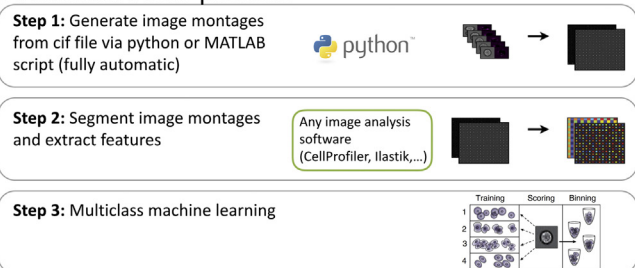 Step 1: Generate image montages
from cif file via python or MATLAB
script (fully automatic)
python™
Step 2: Segment image montages
and extract features
Any image analysis
software
(CellProfiler, Ilastik,...)
Step 3: Multiclass machine learning
Training Scoring Binning
1
2
3
4